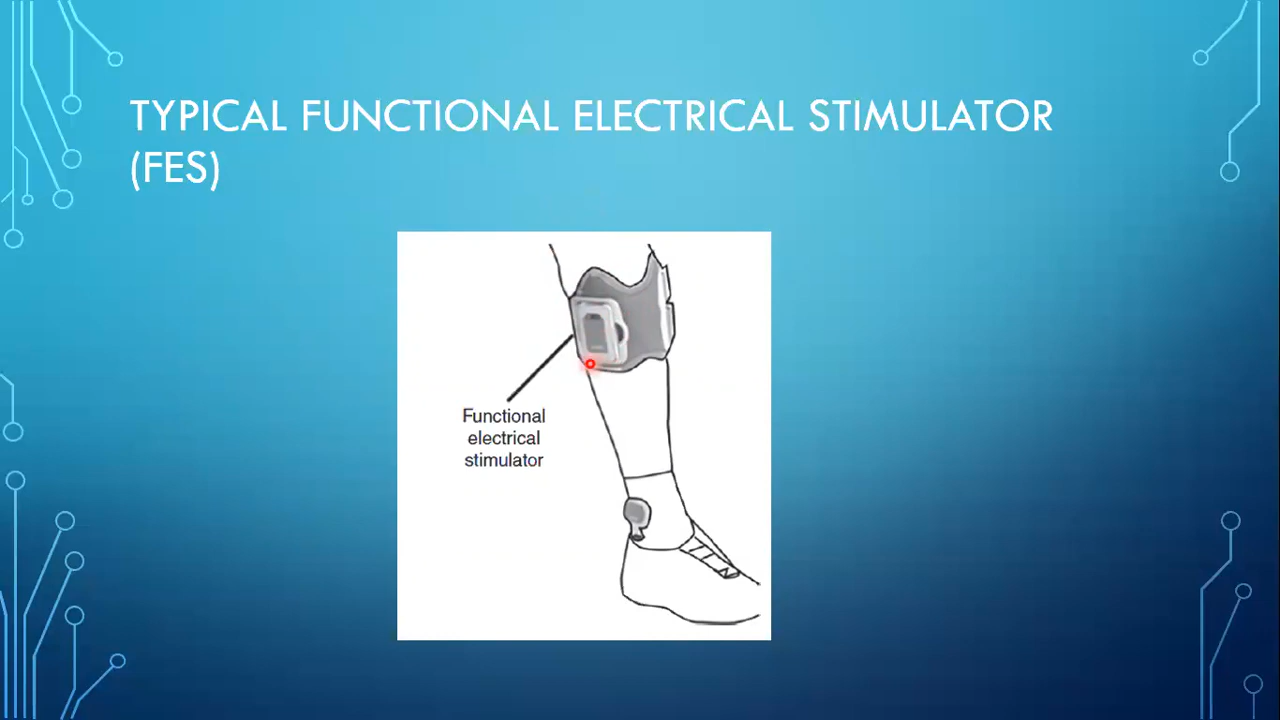 TYPICAL FUNCTIONAL ELECTRICAL STIMULATOR
(FES)
Functional
electrical
stimulator